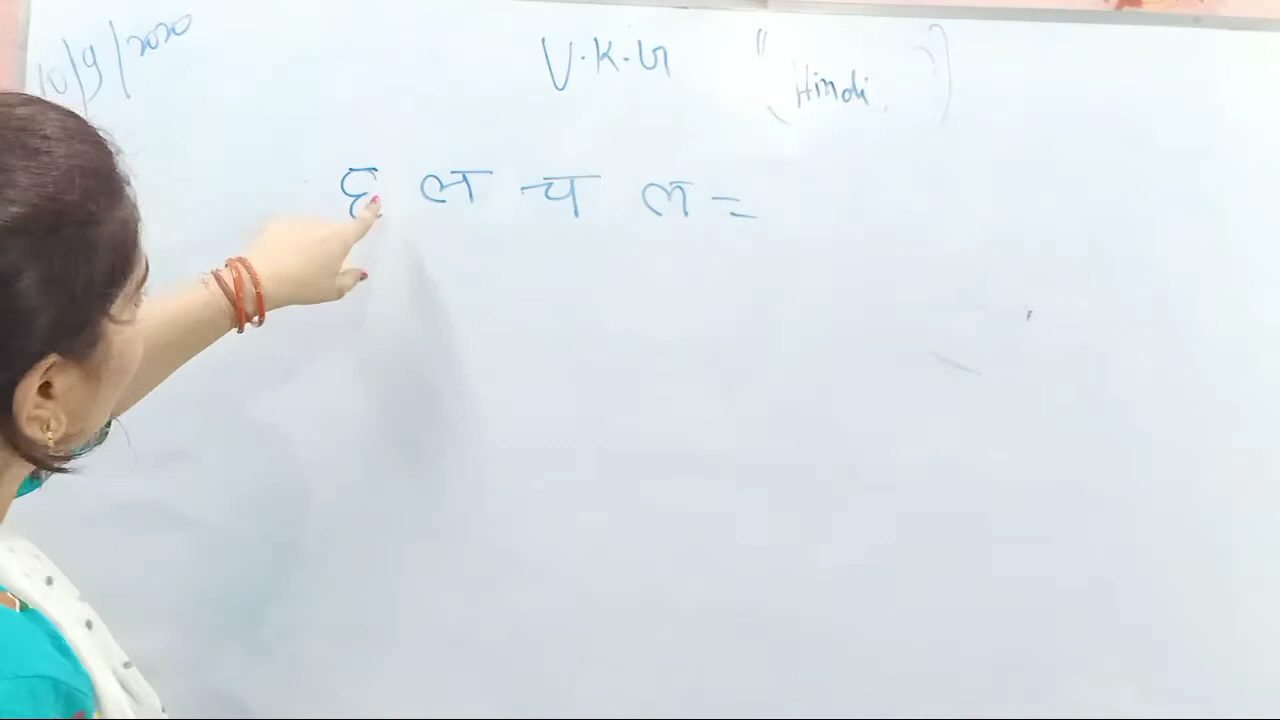 10/9/2020 V.K.G "(Hindi)"
ह ल च ल =